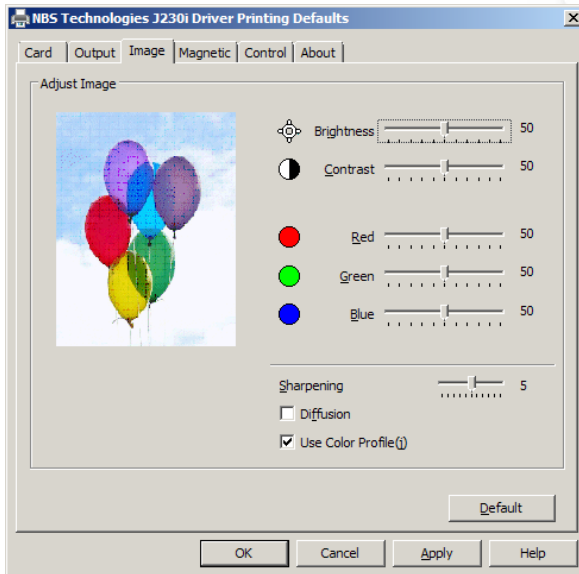 NBS Technologies J230i Driver Printing Defaults
Card Output Image Magnetic Control About
Adjust Image
Brightness 50
Contrast 50
Red 50
Green 50
Blue 50
Sharpening 5
Diffusion
Use Color Profile(j)
Default
OK Cancel Apply Help